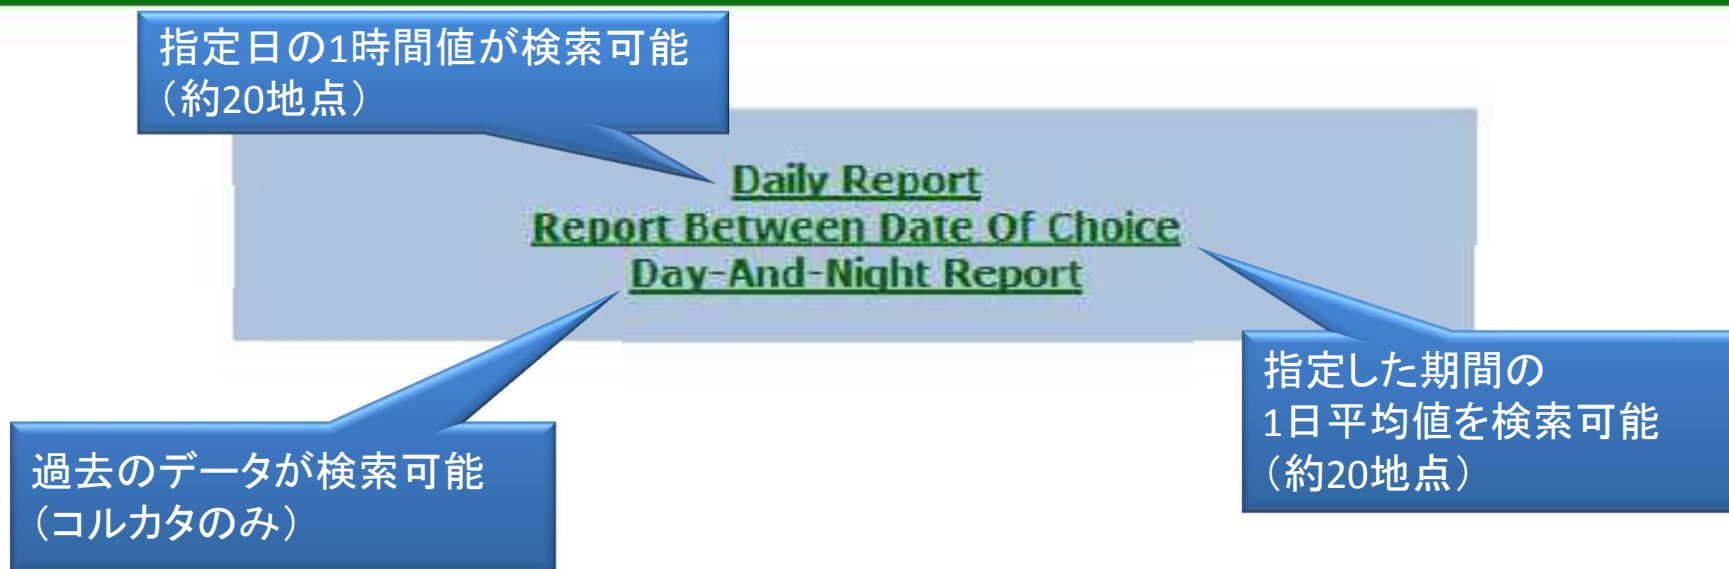 指定日の1時間値が検索可能
（約20地点）
Daily Report
Report Between Date Of Choice
Day-And-Night Report
指定した期間の
1日平均値を検索可能
（約20地点）
過去のデータが検索可能
（コルカタのみ）